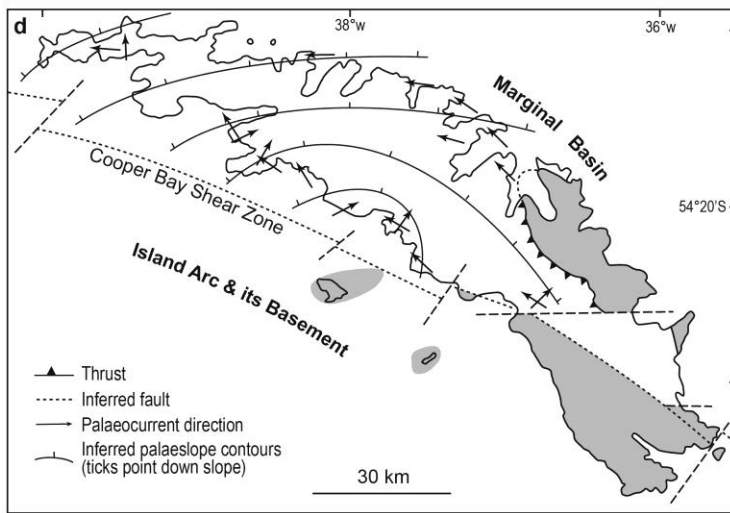 d
38°w
36°w
Marginal Basin
54°20'S
Cooper Bay Shear Zone
Island Arc & its Basement
Thrust
Inferred fault
Palaeocurrent direction
Inferred palaeslope contours
(ticks point down slope)
30 km